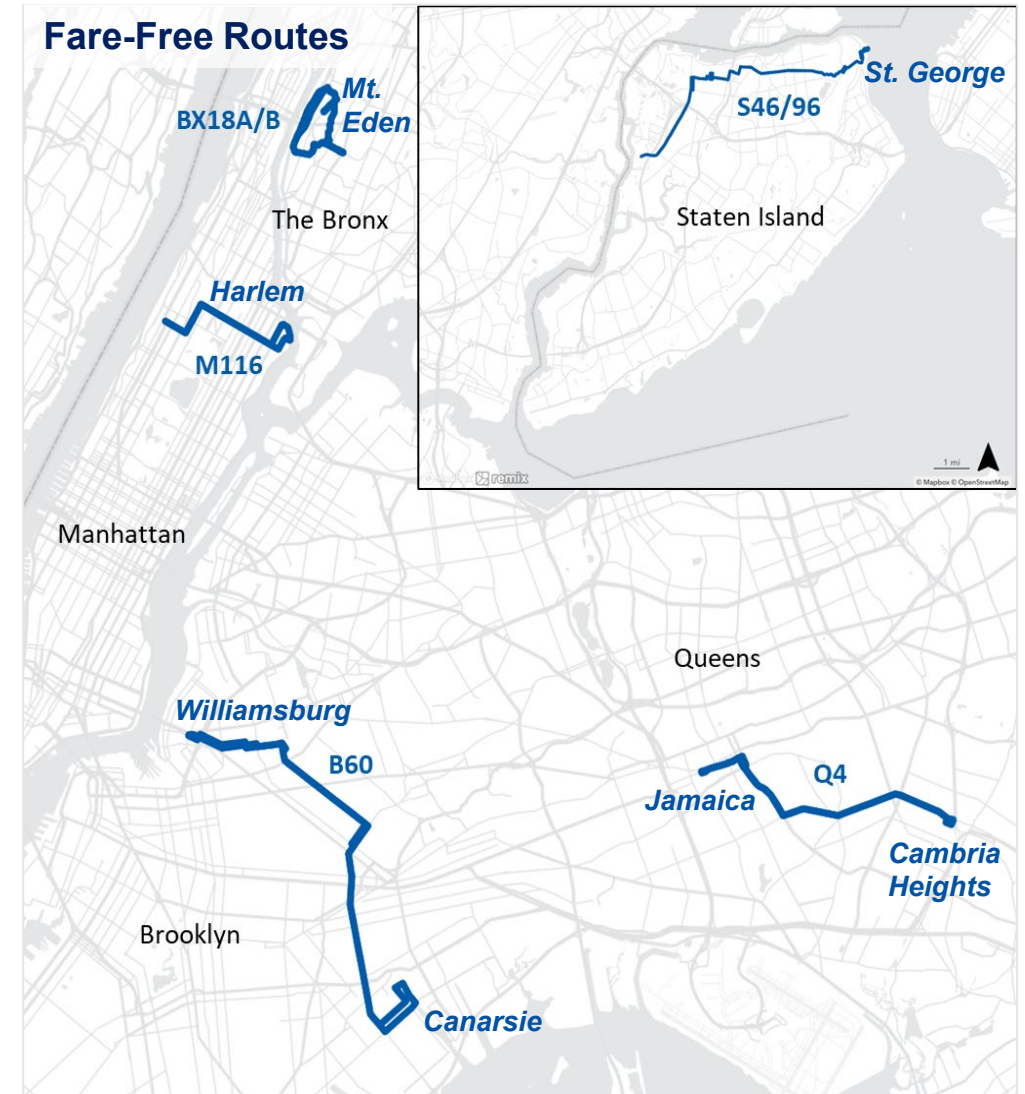 Fare-Free Routes
Mt.
Eden
BX18A/B
The Bronx
Harlem
M116
Manhattan
St. George
S46/96
Staten Island
1 mi
remix
© Mapbox © OpenStreetMap
Queens
Williamsburg
B60
Q4
Jamaica
Cambria
Heights
Brooklyn
Canarsie